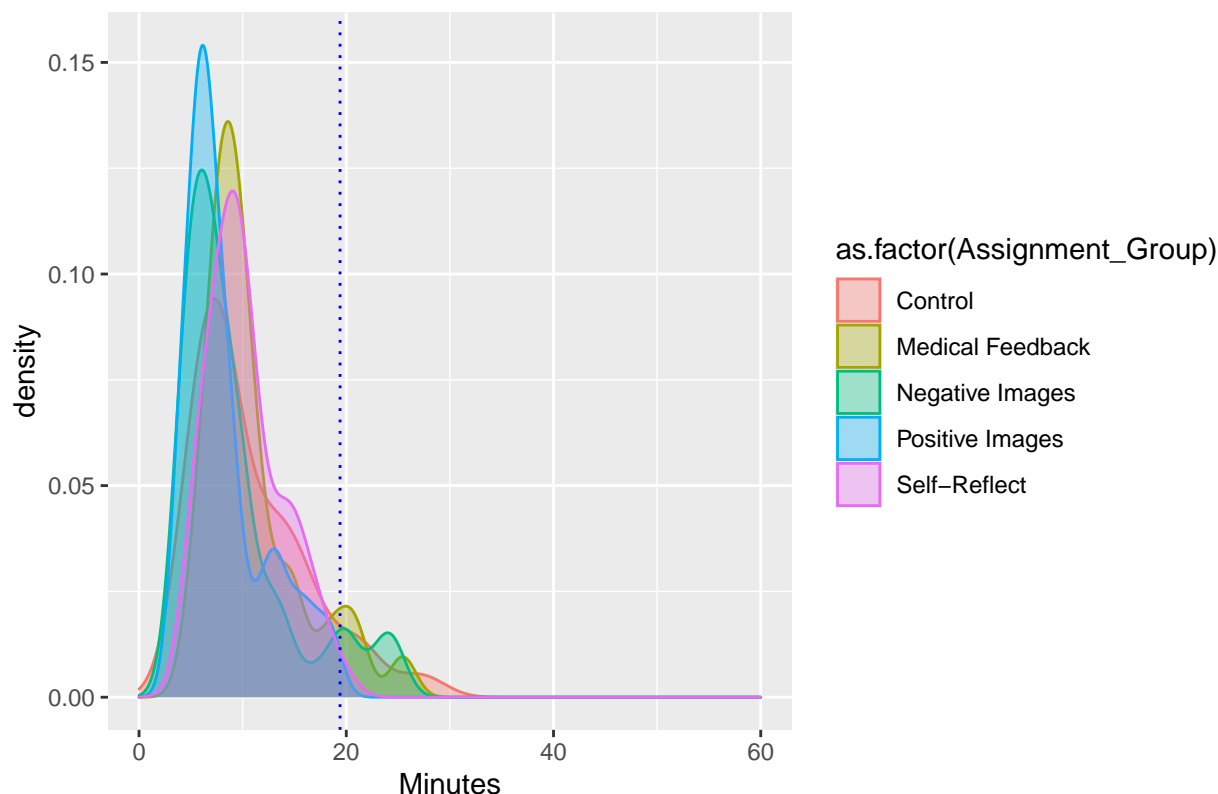 0.15
0.10
0.05
0.00
density
0
20
40
60
Minutes
as.factor(Assignment_Group)
Control
Medical Feedback
Negative Images
Positive Images
Self−Reflect